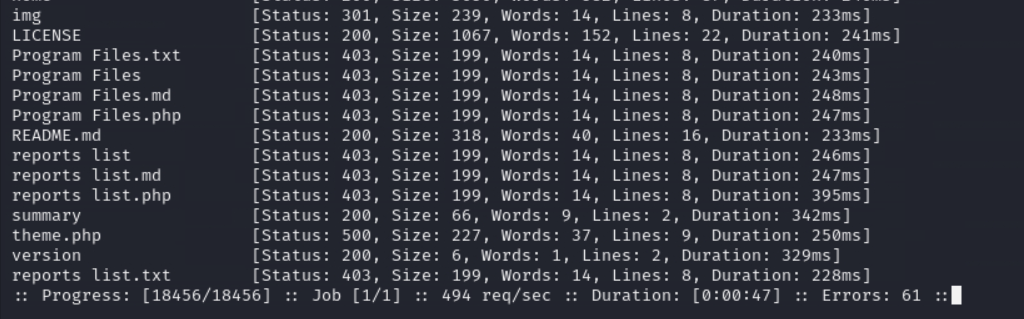 img                     [Status: 301, Size: 239, Words: 14, Lines: 8, Duration: 233ms]
LICENSE                 [Status: 200, Size: 1067, Words: 152, Lines: 22, Duration: 241ms]
Program Files.txt       [Status: 403, Size: 199, Words: 14, Lines: 8, Duration: 240ms]
Program Files           [Status: 403, Size: 199, Words: 14, Lines: 8, Duration: 243ms]
Program Files.md        [Status: 403, Size: 199, Words: 14, Lines: 8, Duration: 248ms]
Program Files.php       [Status: 403, Size: 199, Words: 14, Lines: 8, Duration: 247ms]
README.md               [Status: 200, Size: 318, Words: 40, Lines: 16, Duration: 233ms]
reports list            [Status: 403, Size: 199, Words: 14, Lines: 8, Duration: 246ms]
reports list.md         [Status: 403, Size: 199, Words: 14, Lines: 8, Duration: 247ms]
reports list.php        [Status: 403, Size: 199, Words: 14, Lines: 8, Duration: 395ms]
summary                 [Status: 200, Size: 66, Words: 9, Lines: 2, Duration: 342ms]
theme.php               [Status: 500, Size: 227, Words: 37, Lines: 9, Duration: 250ms]
version                 [Status: 200, Size: 6, Words: 1, Lines: 2, Duration: 329ms]
reports list.txt        [Status: 403, Size: 199, Words: 14, Lines: 8, Duration: 228ms]
:: Progress: [18456/18456] :: Job [1/1] :: 494 req/sec :: Duration: [0:00:47] :: Errors: 61 ::